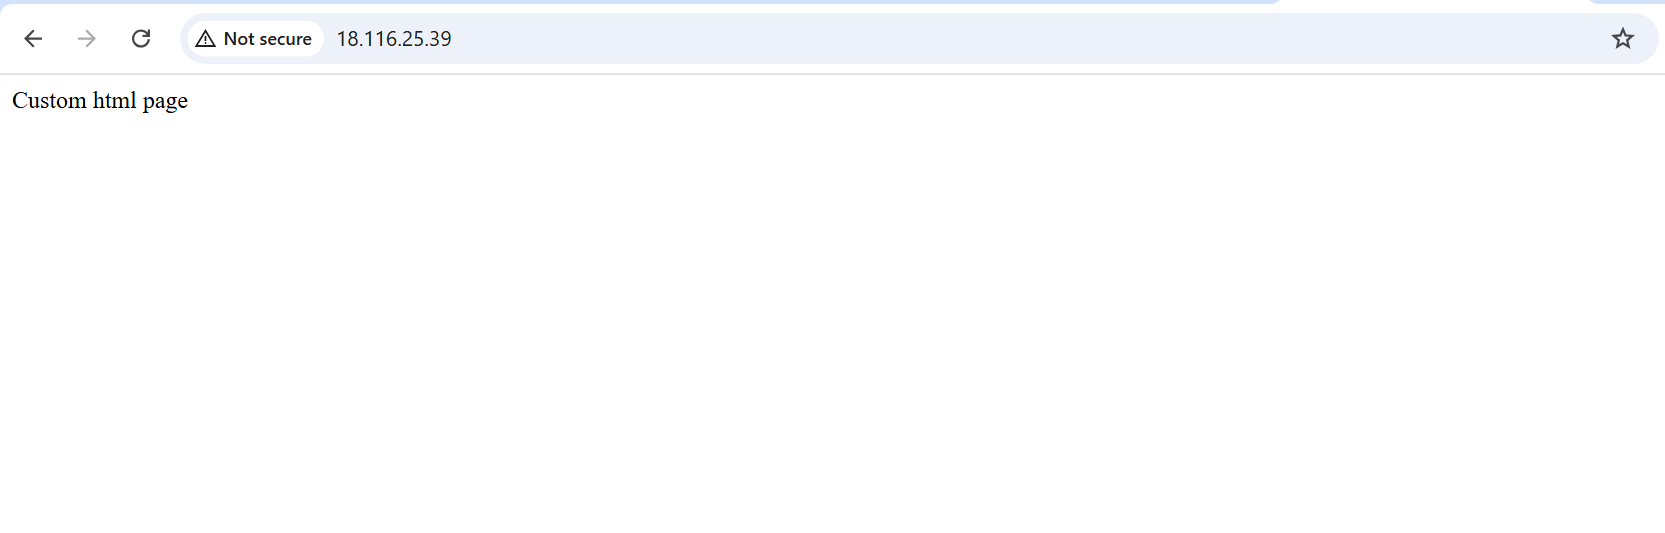 Not secure 18.116.25.39
Custom html page